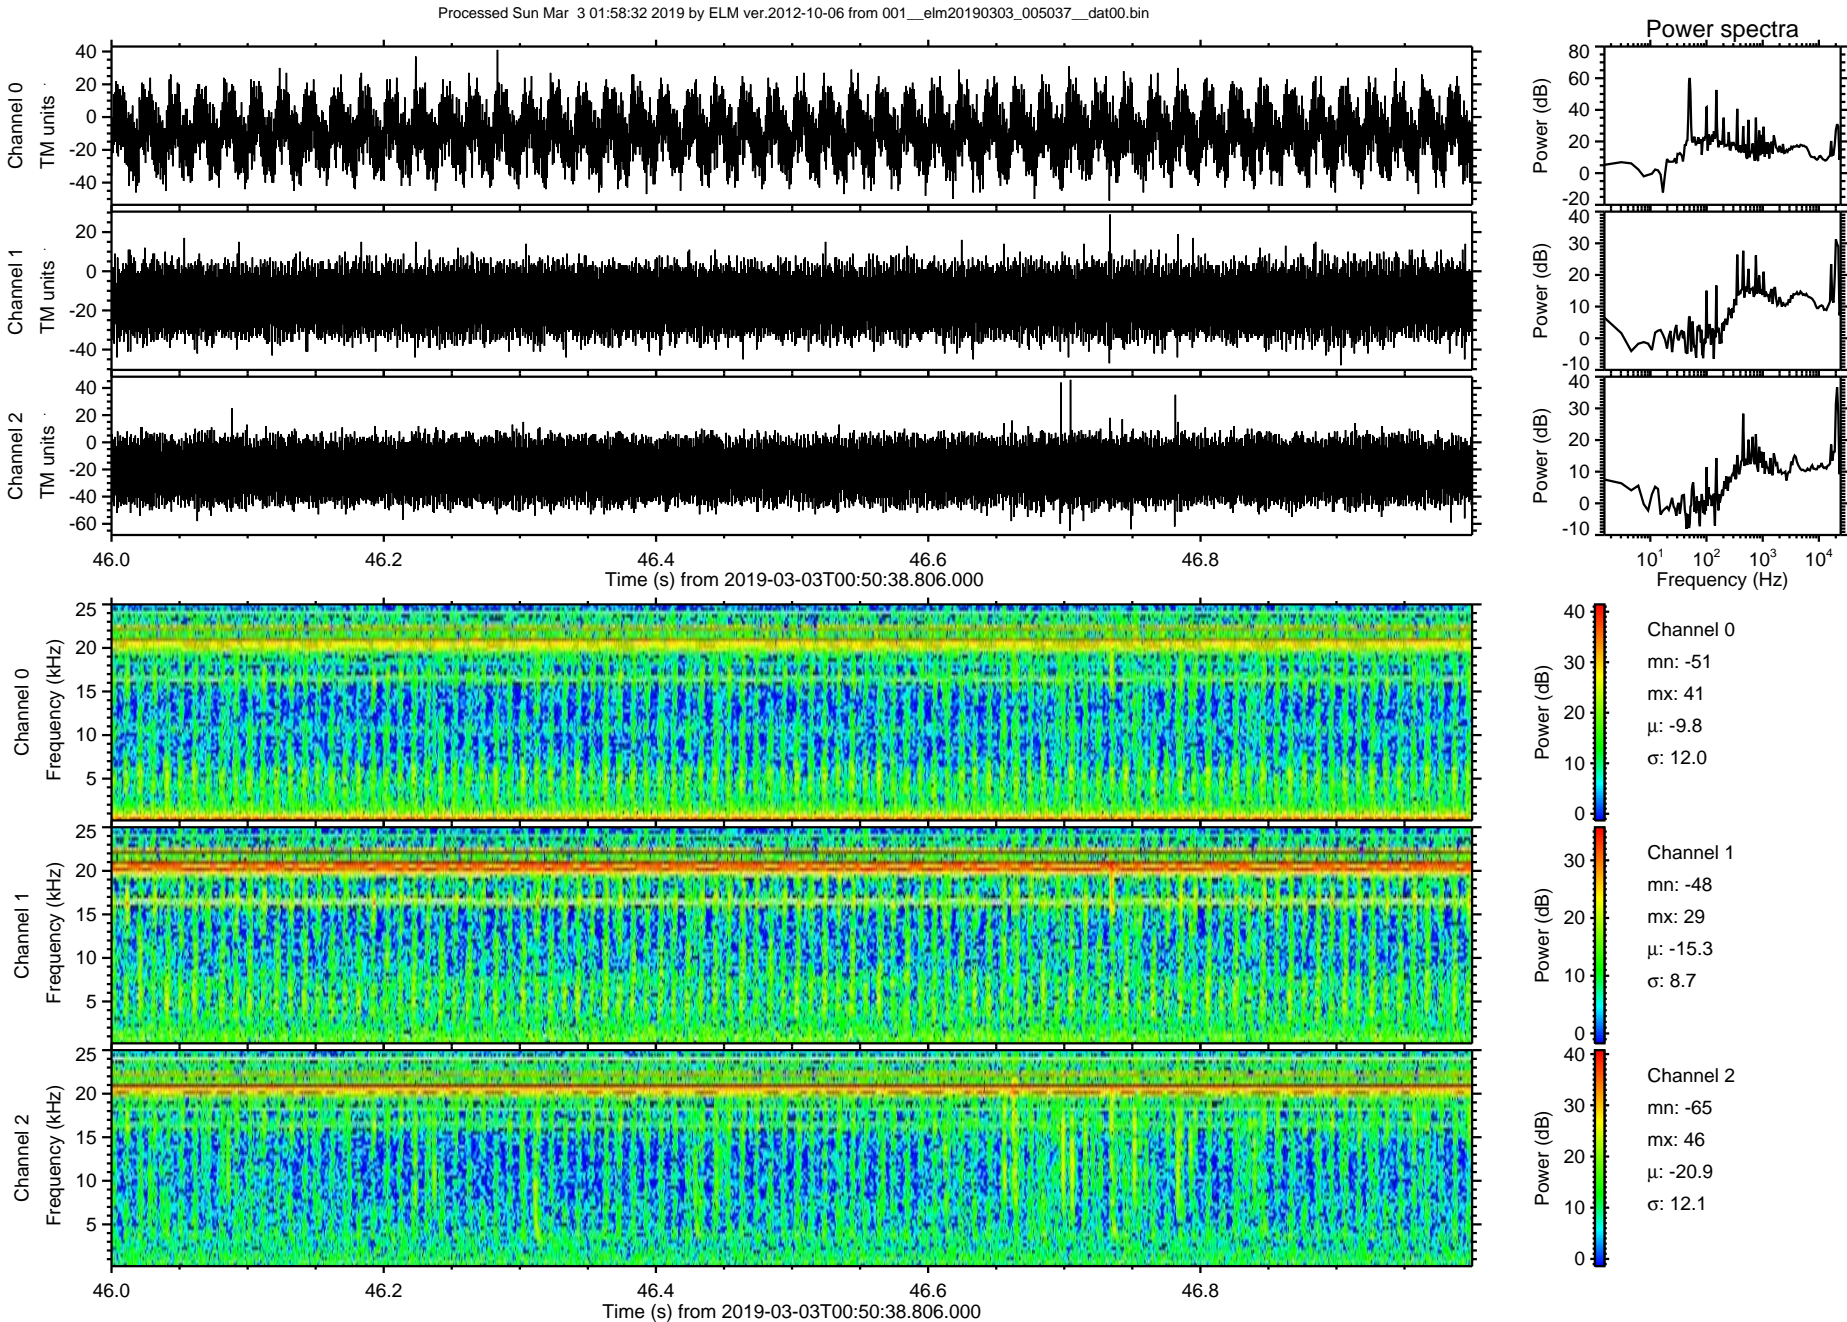 Processed Sun Mar  3 01:58:32 2019 by ELM ver.2012-10-06 from 001__elm20190303_005037__dat00.bin
Power spectra
Channel 0
TM units
40
20
0
-20
-40
Power (dB)
80
60
40
20
0
-20
Channel 1
TM units
20
0
-20
-40
Power (dB)
40
30
20
10
0
-10
Channel 2
TM units
40
20
0
-20
-40
-60
Power (dB)
40
30
20
10
0
-10
46.0 46.2 46.4 46.6 46.8
Time (s) from 2019-03-03T00:50:38.806.000
10^1 10^2 10^3 10^4
Frequency (Hz)
Channel 0
Frequency (kHz)
25
20
15
10
5
Power (dB)
40
30
20
10
0
Channel 0
mn: -51
mx: 41
μ: -9.8
σ: 12.0
Channel 1
Frequency (kHz)
25
20
15
10
5
Power (dB)
30
20
10
0
Channel 1
mn: -48
mx: 29
μ: -15.3
σ: 8.7
Channel 2
Frequency (kHz)
25
20
15
10
5
Power (dB)
40
30
20
10
0
Channel 2
mn: -65
mx: 46
μ: -20.9
σ: 12.1
46.0 46.2 46.4 46.6 46.8
Time (s) from 2019-03-03T00:50:38.806.000